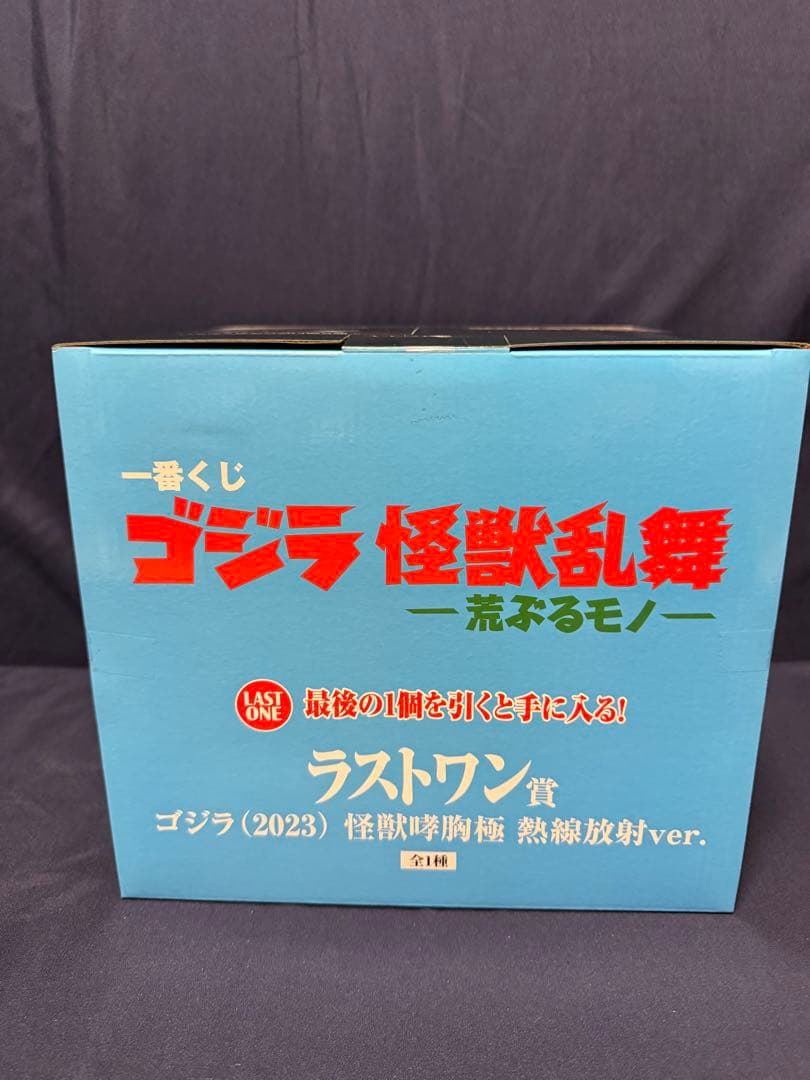 一番くじ
ゴジラ 怪獣乱舞
―荒ぶるモノ―
LAST ONE 最後の1個を引くと手に入る!
ラストワン賞
ゴジラ(2023) 怪獣哮胸極 熱線放射ver.
全1種